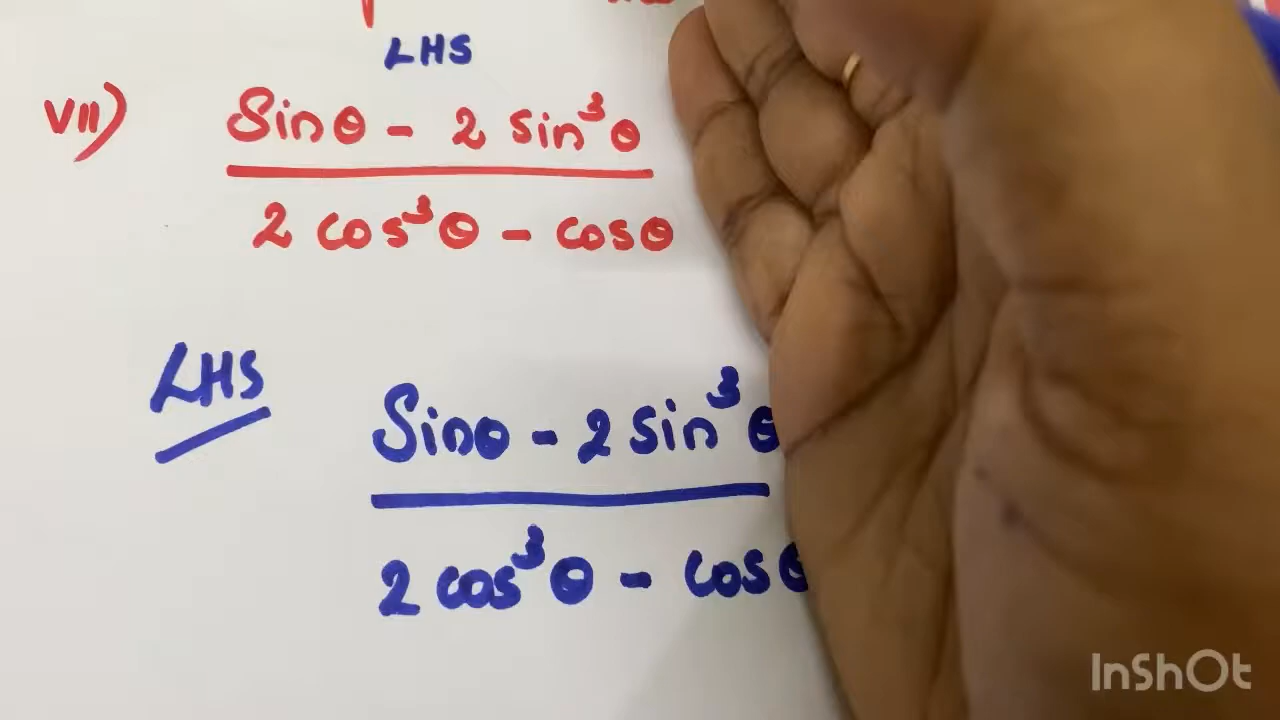 LHS
VII) Sinθ - 2 sin³θ
2 cos³θ - cosθ
LHS Sinθ - 2 sin³θ
2 cos³θ - cosθ
InShOt